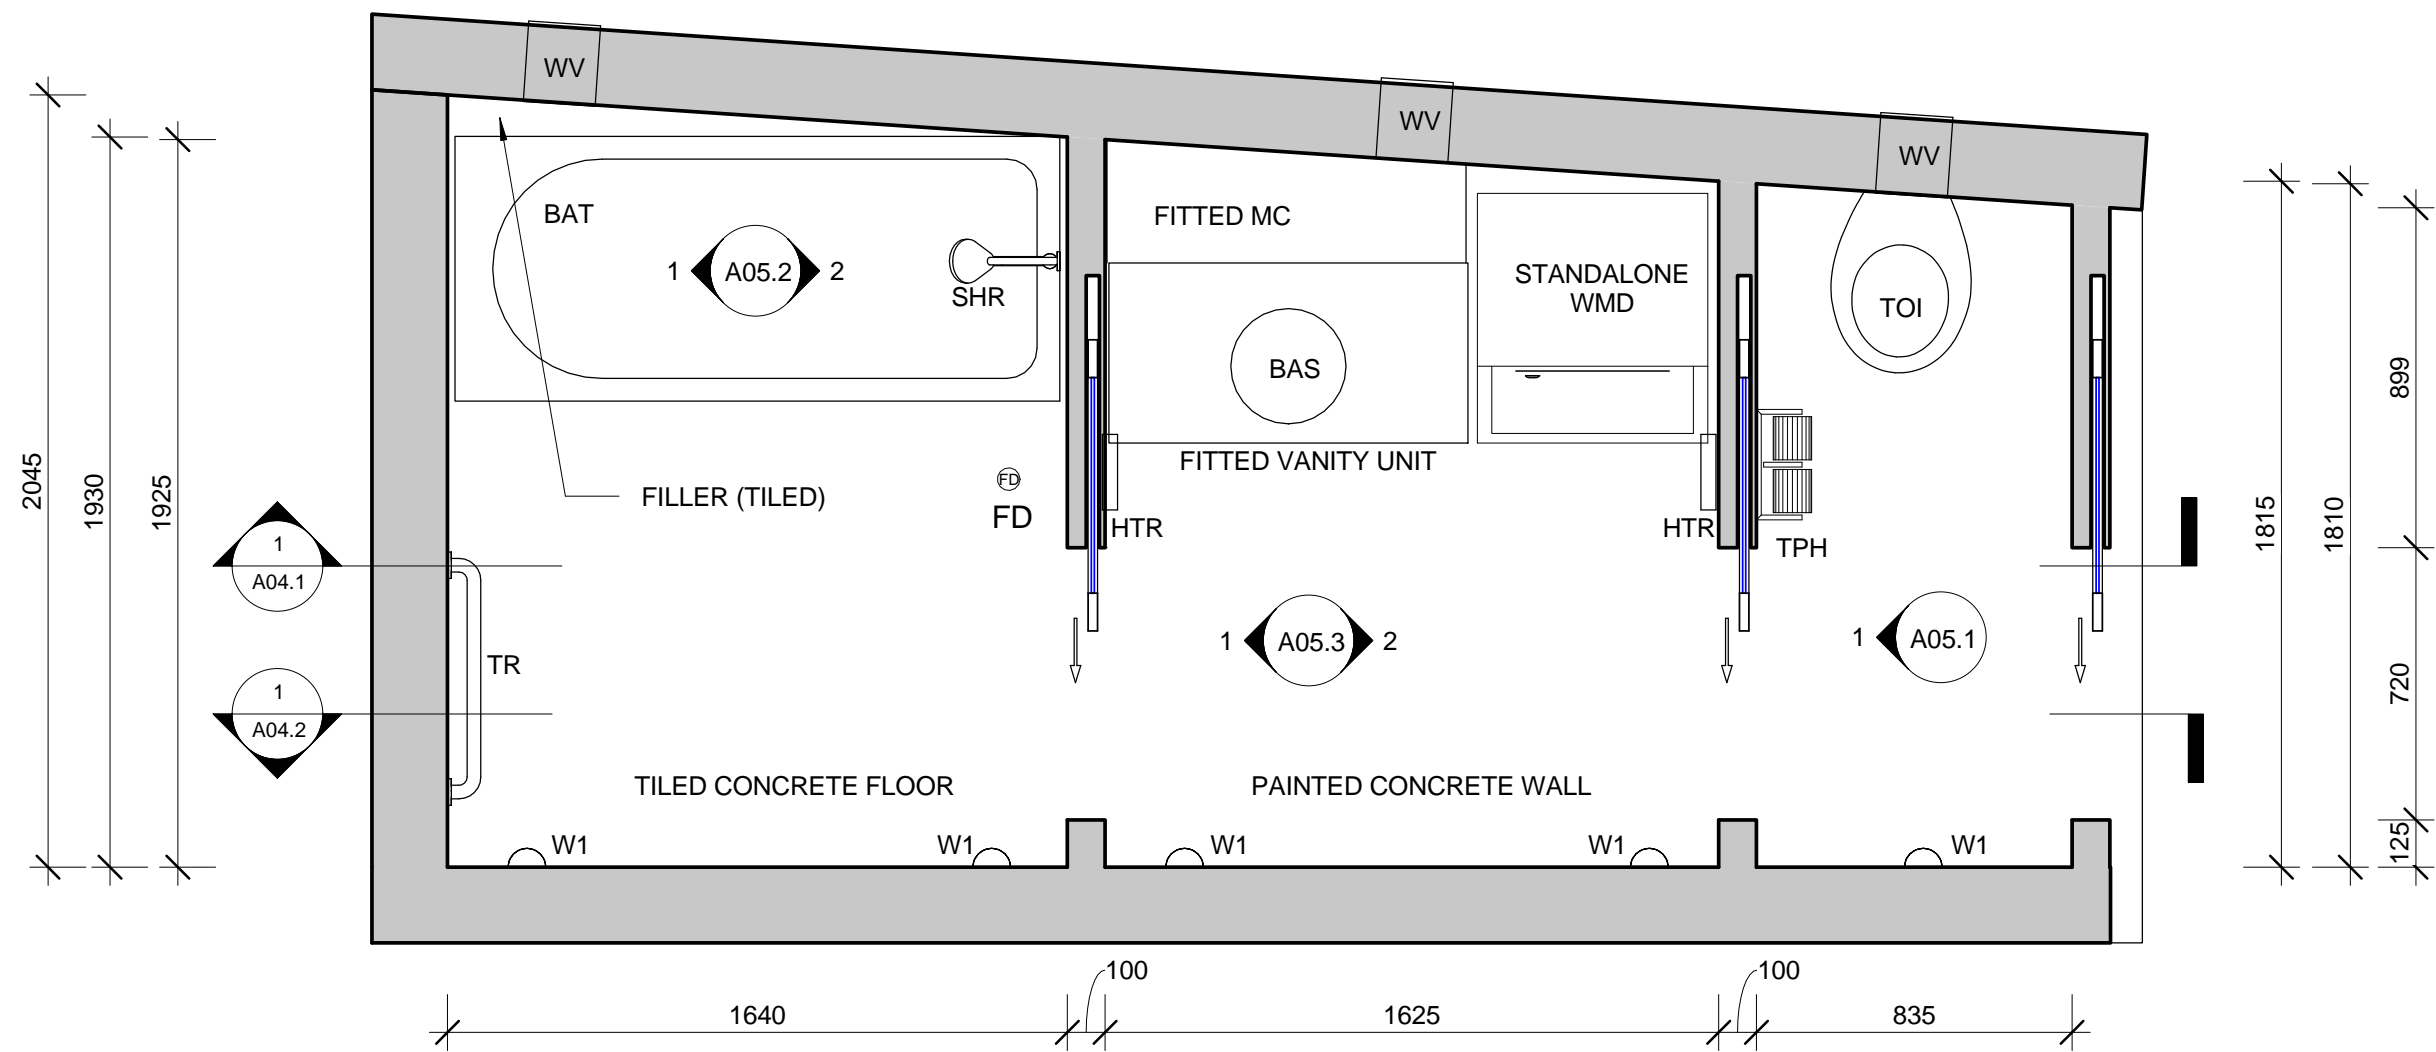 WV
WV
WV
BAT
1 A05.2 2
SHR
FITTED MC
STANDALONE
WMD
TOI
BAS
FITTED VANITY UNIT
FILLER (TILED)
FD
FD
HTR
HTR
TPH
1
A04.1
1
A04.2
TR
1 A05.3 2
1 A05.1
TILED CONCRETE FLOOR
PAINTED CONCRETE WALL
W1
W1
W1
W1
W1
2045
1930
1925
1815
1810
899
720
125
100
100
1640
1625
835